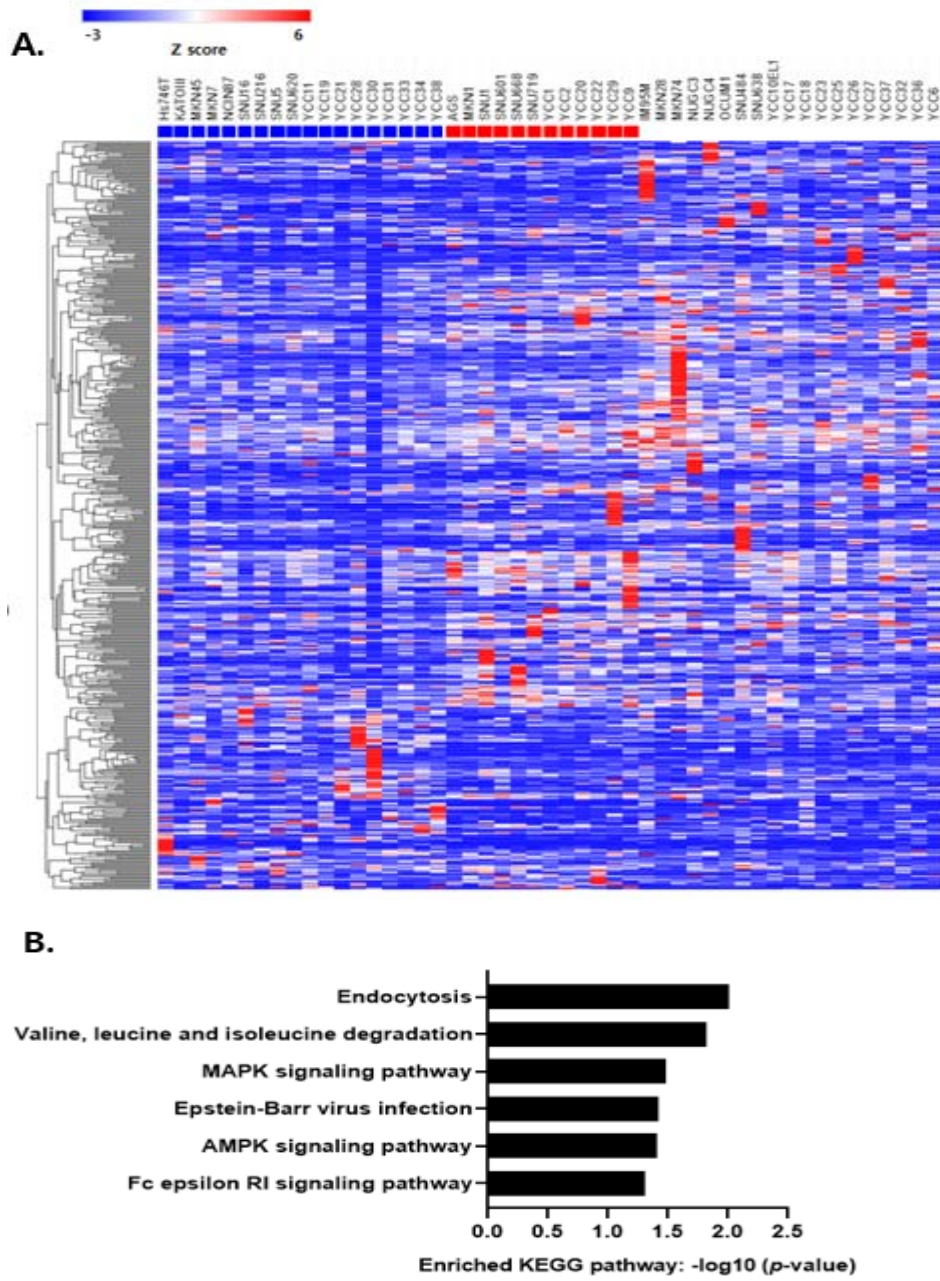 -3 6
Z score
A.
Hs746T
KATOIII
MKN45
MKN7
NCIN87
SNU16
SNU216
SNU5
SNU620
YCC11
YCC19
YCC21
YCC28
YCC30
YCC31
YCC33
YCC34
YCC38
AGS
MKN1
SNU1
SNU601
SNU668
SNU719
YCC1
YCC2
YCC20
YCC22
YCC29
YCC9
IM95M
MKN28
MKN74
NUGC3
NUGC4
OCUM1
SNU484
SNU638
YCC10EL1
YCC17
YCC18
YCC23
YCC25
YCC26
YCC27
YCC37
YCC32
YCC36
YCC6
B.
Endocytosis
Valine, leucine and isoleucine degradation
MAPK signaling pathway
Epstein-Barr virus infection
AMPK signaling pathway
Fc epsilon RI signaling pathway
0.0 0.5 1.0 1.5 2.0 2.5
Enriched KEGG pathway: -log10 (p-value)